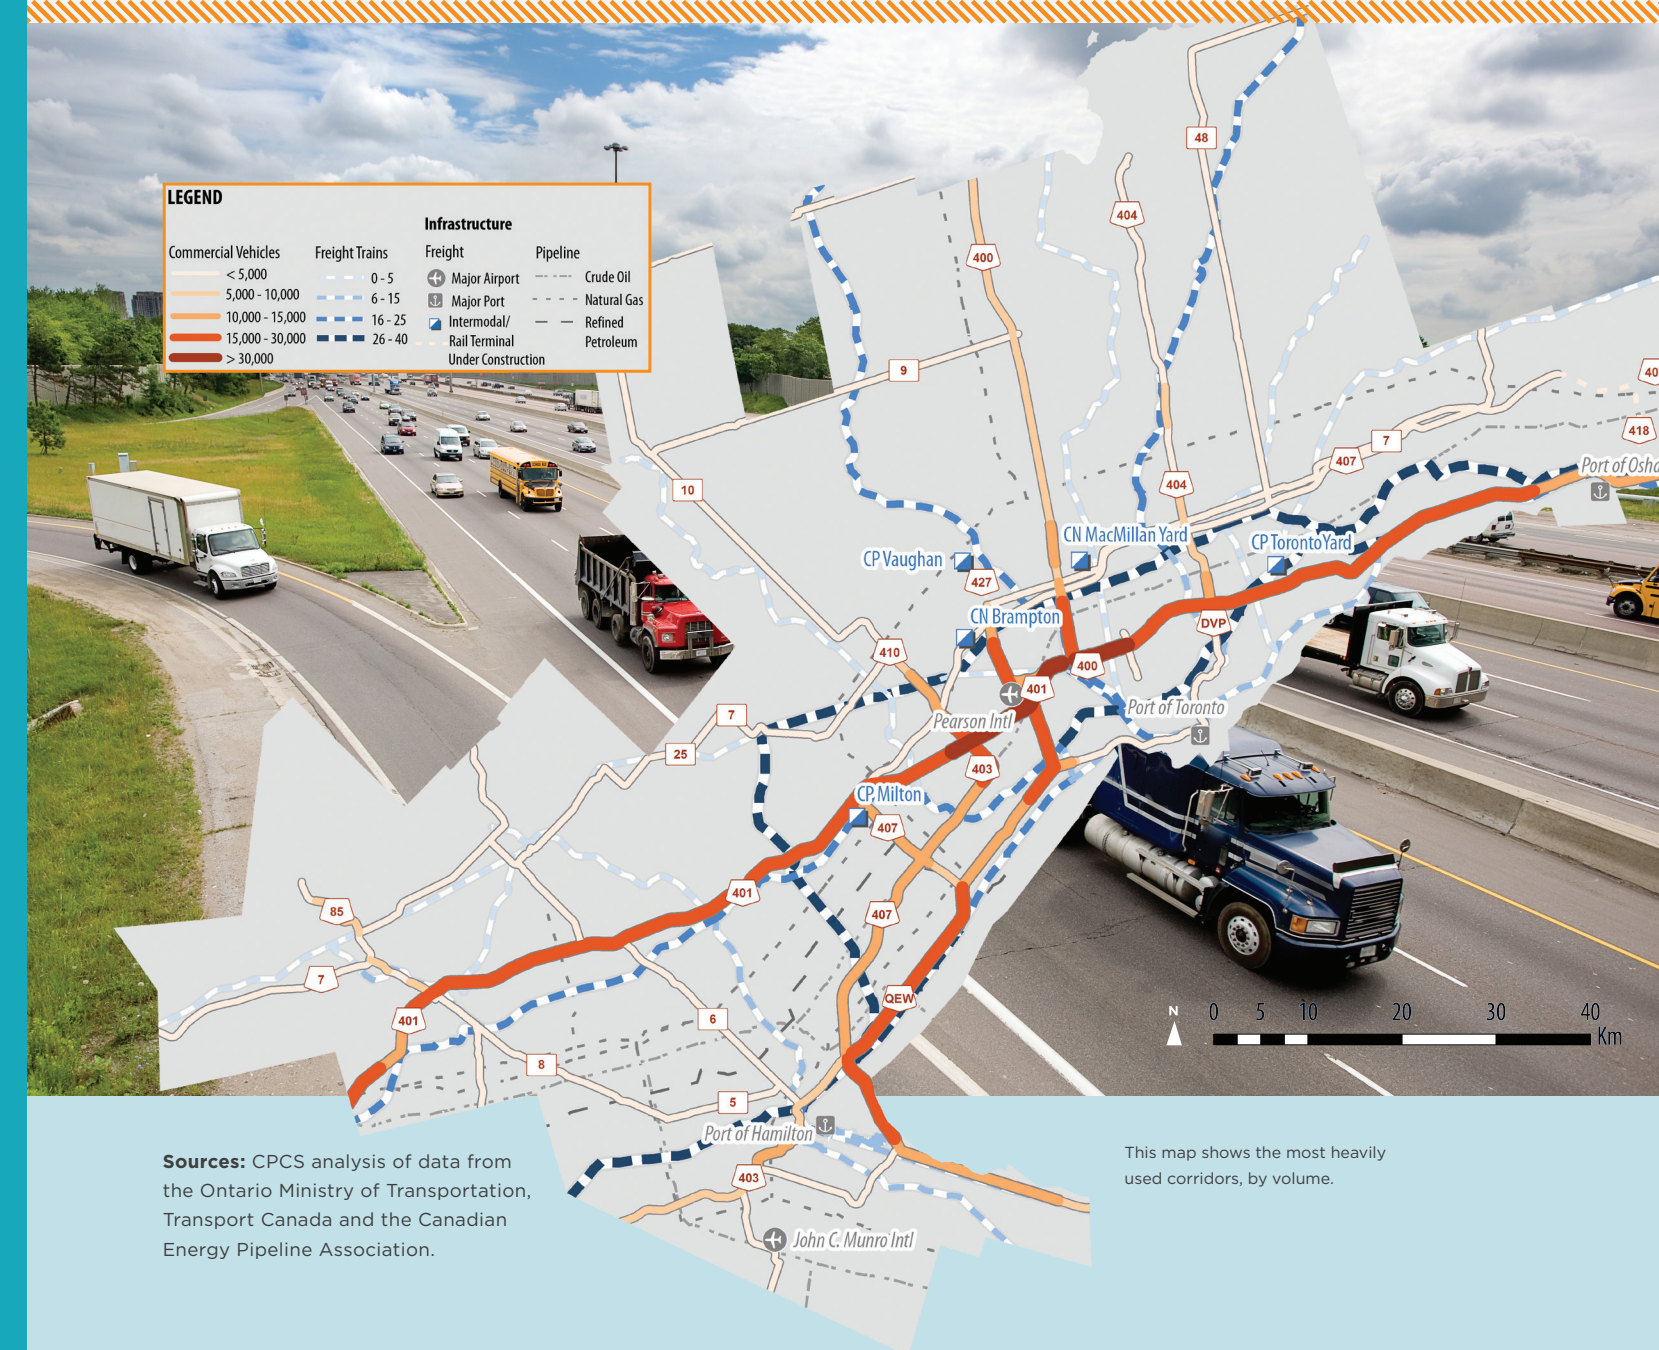 LEGEND
Infrastructure
Commercial Vehicles
Freight Trains
Freight
Pipeline
< 5,000
0 - 5
Major Airport
Crude Oil
5,000 - 10,000
6 - 15
Major Port
Natural Gas
10,000 - 15,000
16 - 25
Intermodal/
Rail Terminal
Refined
Petroleum
15,000 - 30,000
26 - 40
> 30,000
Under Construction
48
404
400
9
10
7
407
418
40
404
Port of Osha
CN MacMillan Yard
CP Toronto Yard
CP Vaughan
427
CN Brampton
DVP
410
400
401
Pearson Intl
Port of Toronto
7
25
403
CP Milton
407
401
85
407
7
QEW
401
6
8
5
Port of Hamilton
403
John C. Munro Intl
SCHOOL BUS
N
0 5 10 20 30 40
Km
Sources: CPCS analysis of data from
the Ontario Ministry of Transportation,
Transport Canada and the Canadian
Energy Pipeline Association.
This map shows the most heavily
used corridors, by volume.